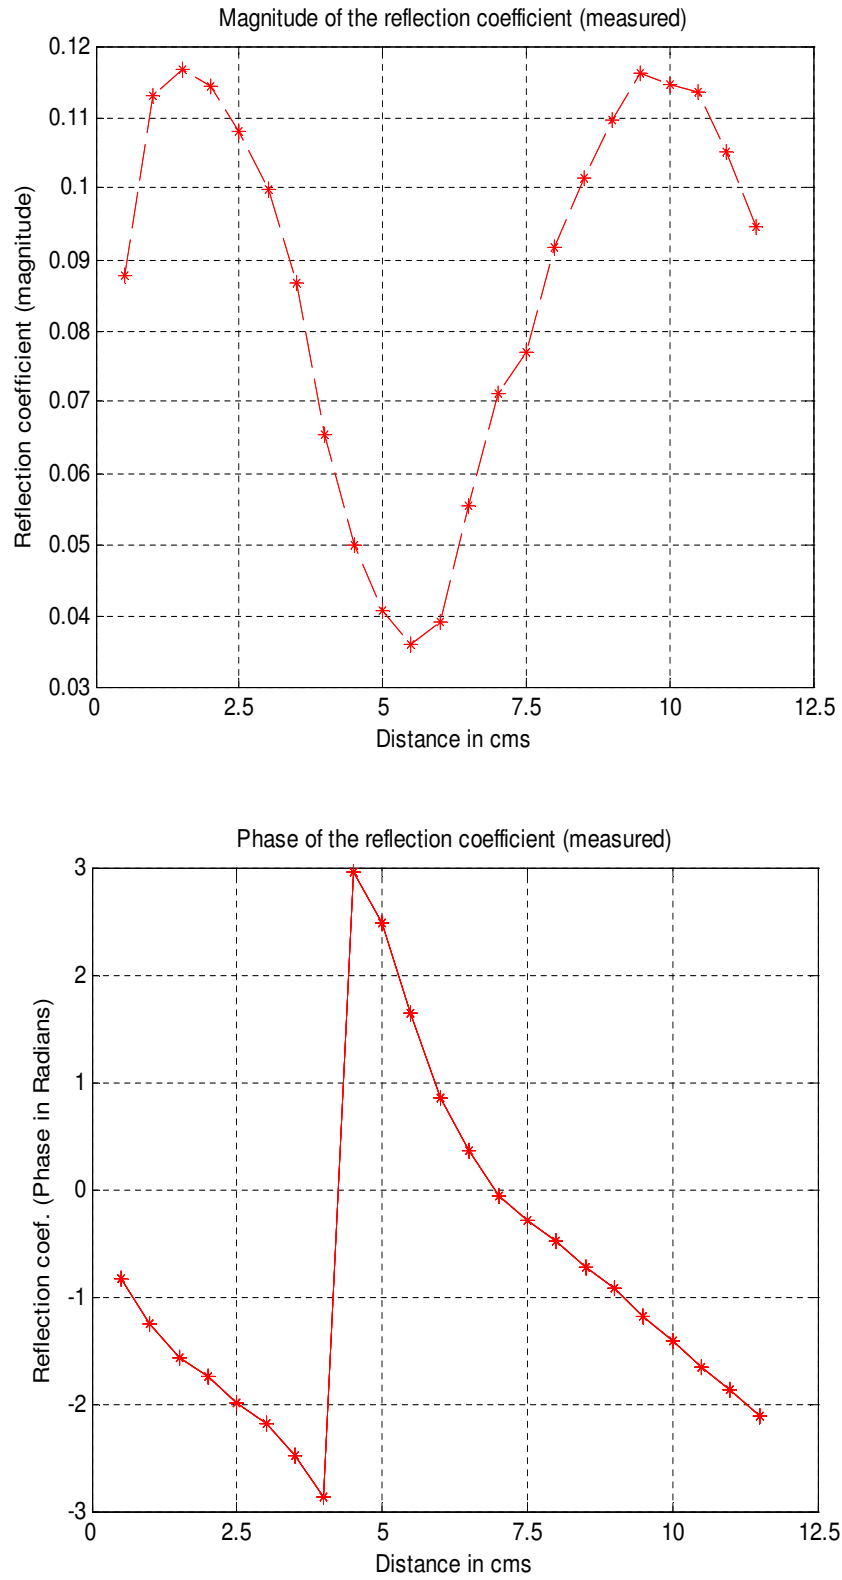 Magnitude of the reflection coefficient (measured)
0.12
0.11
0.1
0.09
0.08
0.07
0.06
0.05
0.04
0.03
Reflection coefficient (magnitude)
0 2.5 5 7.5 10 12.5
Distance in cms
Phase of the reflection coefficient (measured)
3
2
1
0
-1
-2
-3
Reflection coef. (Phase in Radians)
0 2.5 5 7.5 10 12.5
Distance in cms